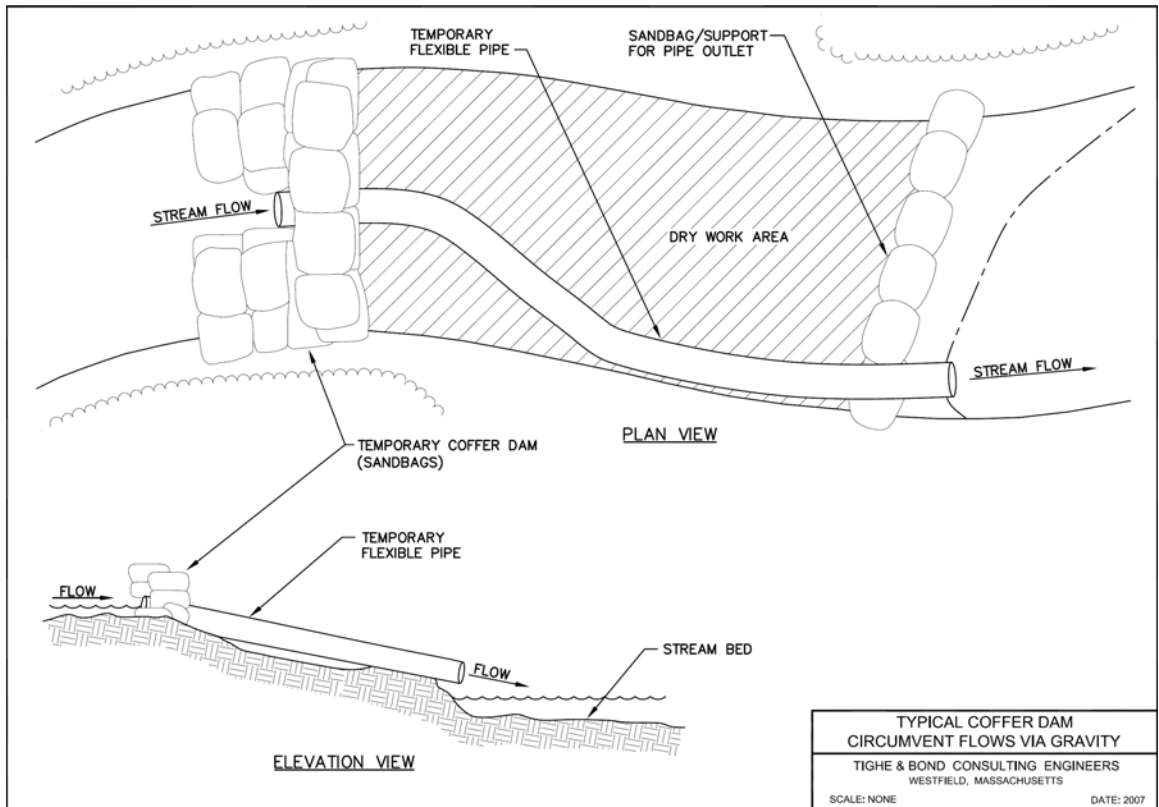 TEMPORARY
FLEXIBLE PIPE
SANDBAG/SUPPORT
FOR PIPE OUTLET
STREAM FLOW
DRY WORK AREA
STREAM FLOW
PLAN VIEW
TEMPORARY COFFER DAM
(SANDBAGS)
TEMPORARY
FLEXIBLE PIPE
FLOW
FLOW
STREAM BED
ELEVATION VIEW
TYPICAL COFFER DAM
CIRCUMVENT FLOWS VIA GRAVITY
TIGHE & BOND CONSULTING ENGINEERS
WESTFIELD, MASSACHUSETTS
SCALE: NONE DATE: 2007